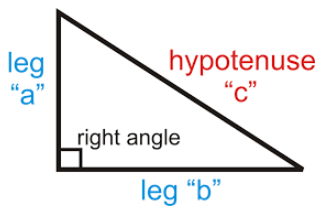 leg
“a”
hypotenuse
“c”
right angle
leg “b”